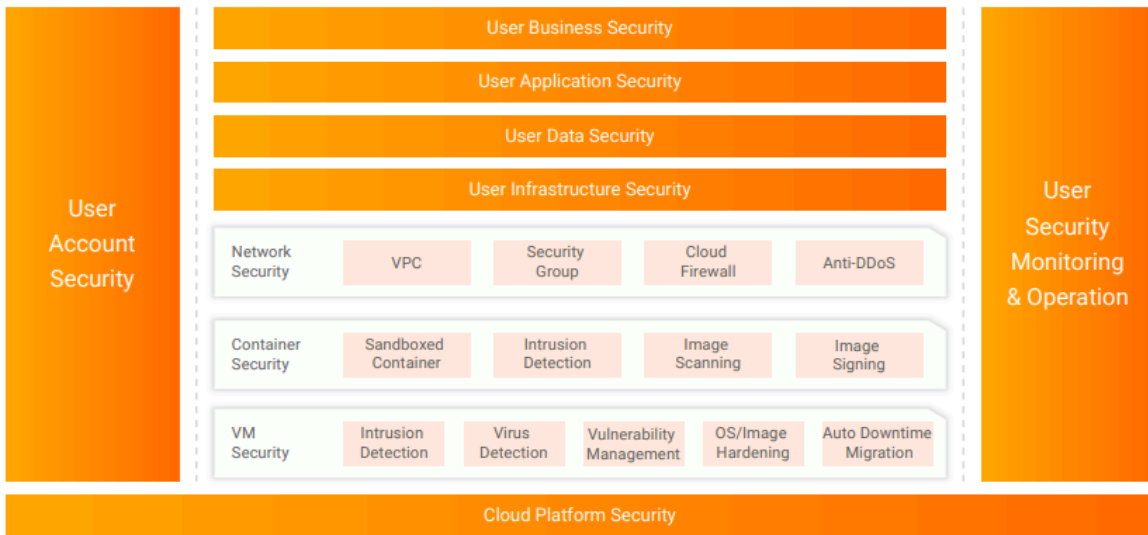 User
Account
Security
User Business Security
User Application Security
User Data Security
User Infrastructure Security
Network
Security
VPC
Security
Group
Cloud
Firewall
Anti-DDoS
Container
Security
Sandboxed
Container
Intrusion
Detection
Image
Scanning
Image
Signing
VM
Security
Intrusion
Detection
Virus
Detection
Vulnerability
Management
OS/Image
Hardening
Auto Downtime
Migration
User
Security
Monitoring
& Operation
Cloud Platform Security